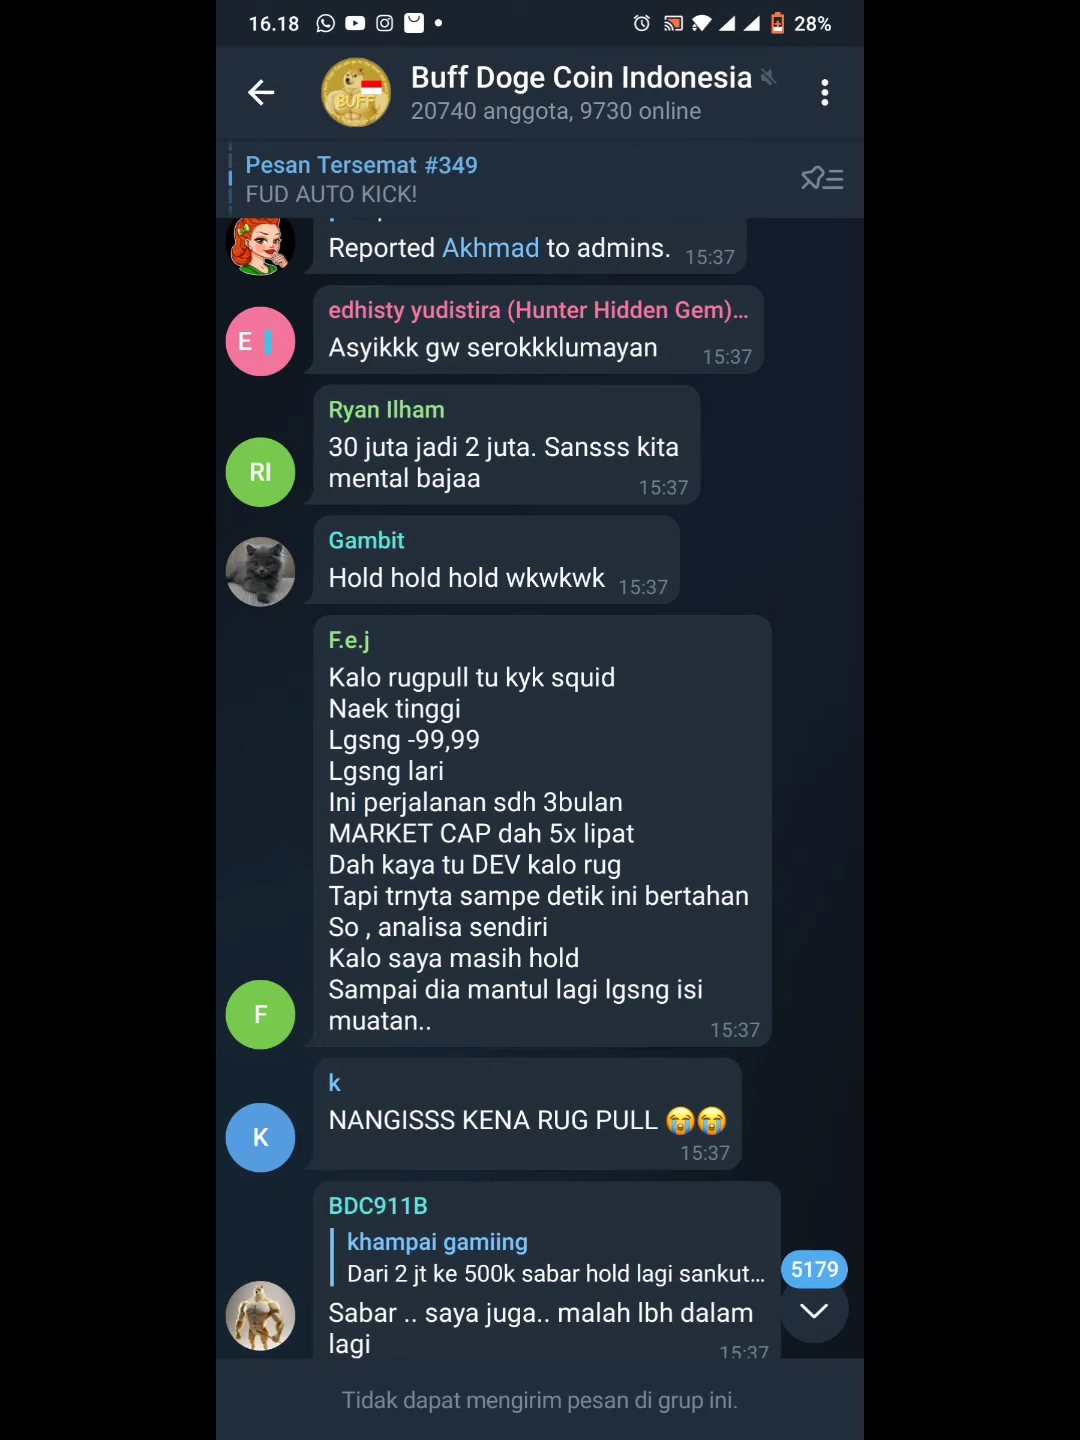 16.18
28%
Buff Doge Coin Indonesia
20740 anggota, 9730 online
Pesan Tersemat #349
FUD AUTO KICK!
Reported Akhmad to admins. 15:37
edhisty yudistira (Hunter Hidden Gem)...
E
Asyikkk gw serokkklumayan 15:37
Ryan Ilham
30 juta jadi 2 juta. Sansss kita
RI
mental bajaa 15:37
Gambit
Hold hold hold wkwkwk 15:37
F.e.j
Kalo rugpull tu kyk squid
Naek tinggi
Lgsng -99,99
Lgsng lari
Ini perjalanan sdh 3bulan
MARKET CAP dah 5x lipat
Dah kaya tu DEV kalo rug
Tapi trnyta sampe detik ini bertahan
So , analisa sendiri
Kalo saya masih hold
Sampai dia mantul lagi lgsng isi
F
muatan.. 15:37
k
NANGISSS KENA RUG PULL 😭😭
K
15:37
BDC911B
khampai gamiing
Dari 2 jt ke 500k sabar hold lagi sankut...
5179
Sabar .. saya juga.. malah lbh dalam
lagi 15:37
Tidak dapat mengirim pesan di grup ini.